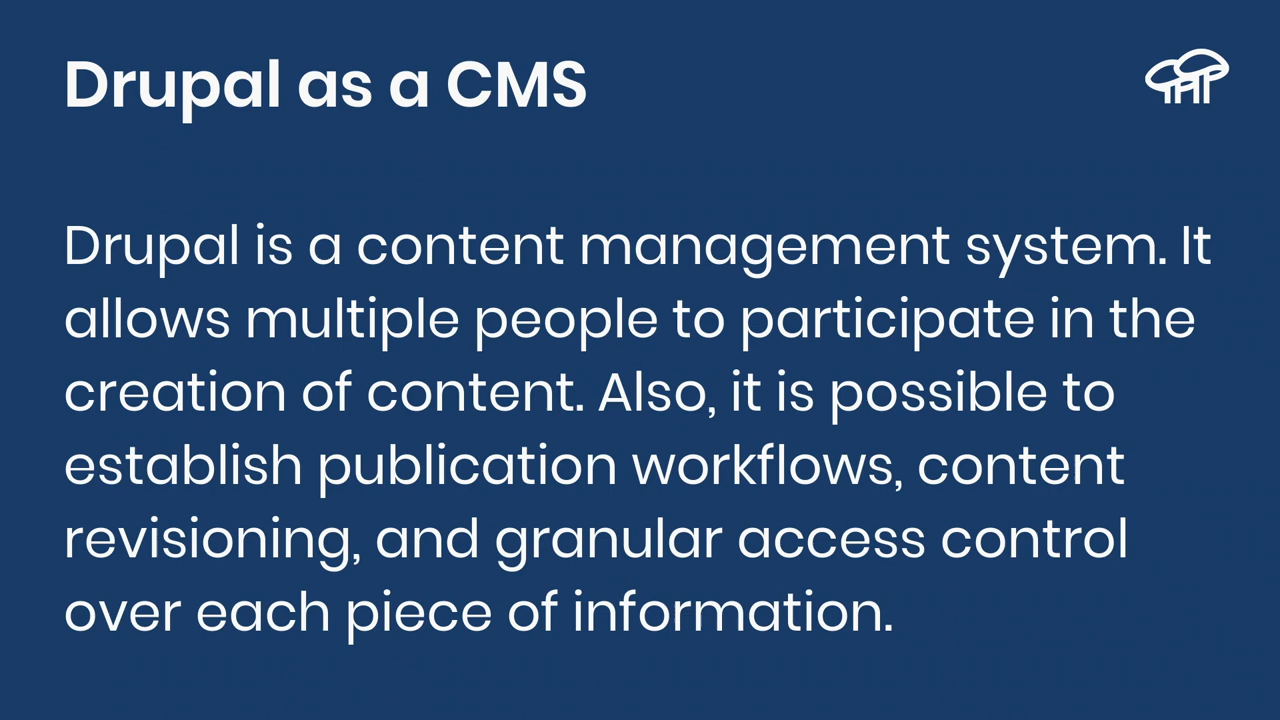 Drupal as a CMS
Drupal is a content management system. It
allows multiple people to participate in the
creation of content. Also, it is possible to
establish publication workflows, content
revisioning, and granular access control
over each piece of information.